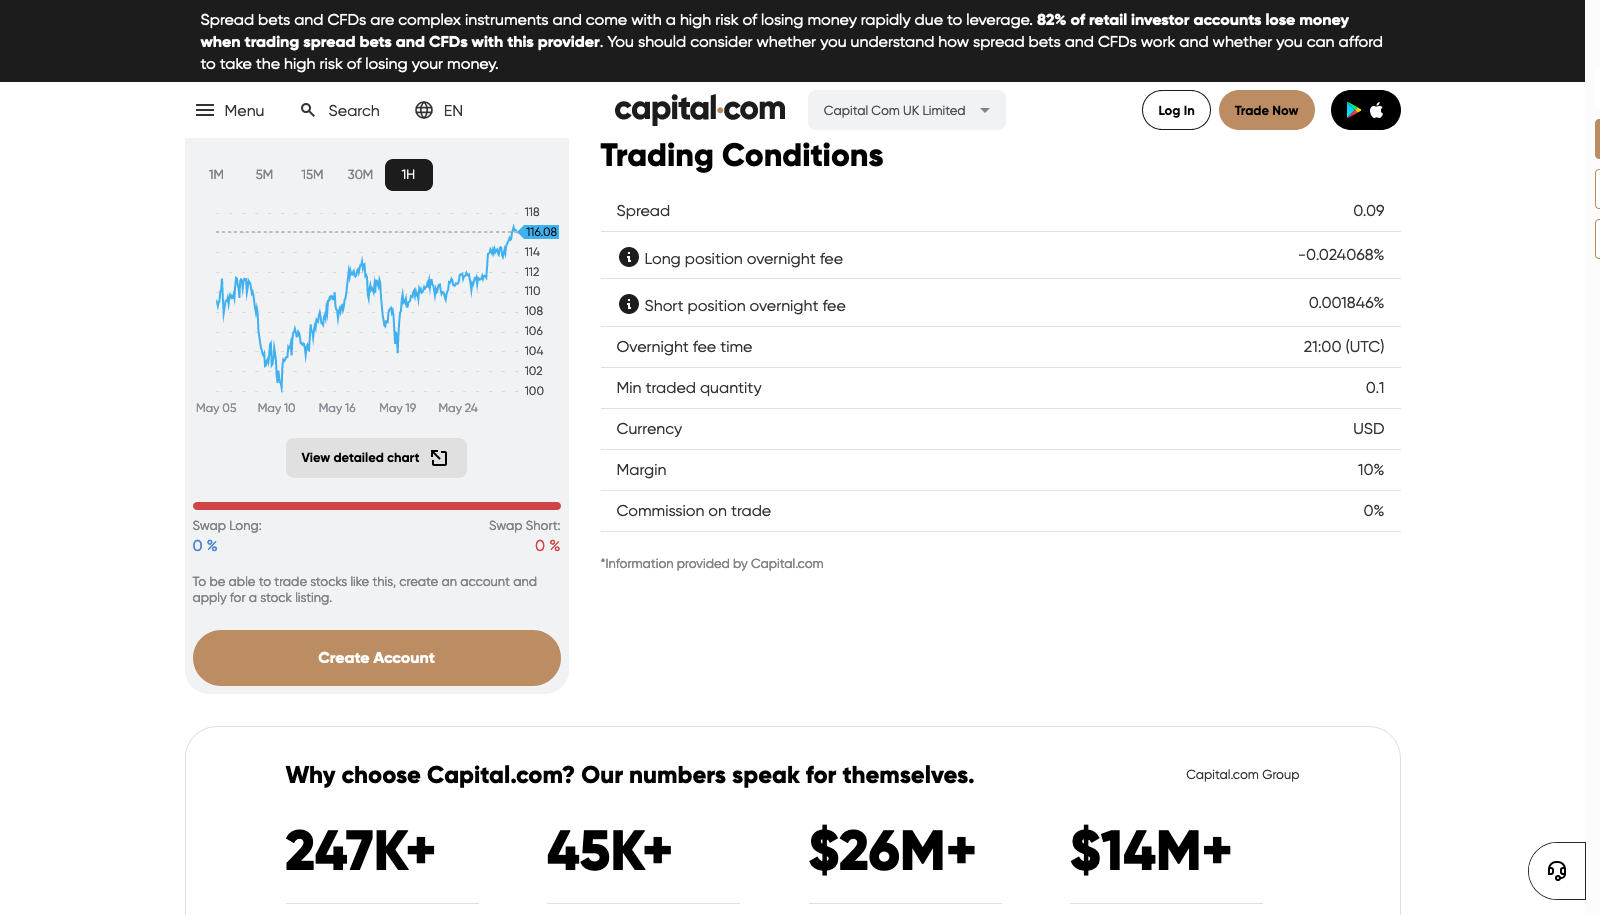 Spread bets and CFDs are complex instruments and come with a high risk of losing money rapidly due to leverage. 82% of retail investor accounts lose money
when trading spread bets and CFDs with this provider. You should consider whether you understand how spread bets and CFDs work and whether you can afford
to take the high risk of losing your money.
Menu Search EN capital.com Capital Com UK Limited Log In Trade Now
1M 5M 15M 30M 1H
118
116.08
114
112
110
108
106
104
102
100
May 05 May 10 May 16 May 19 May 24
View detailed chart
Swap Long: Swap Short:
0 % 0 %
To be able to trade stocks like this, create an account and
apply for a stock listing.
Create Account
Trading Conditions
Spread 0.09
Long position overnight fee -0.024068%
Short position overnight fee 0.001846%
Overnight fee time 21:00 (UTC)
Min traded quantity 0.1
Currency USD
Margin 10%
Commission on trade 0%
*Information provided by Capital.com
Why choose Capital.com? Our numbers speak for themselves. Capital.com Group
247K+ 45K+ $26M+ $14M+